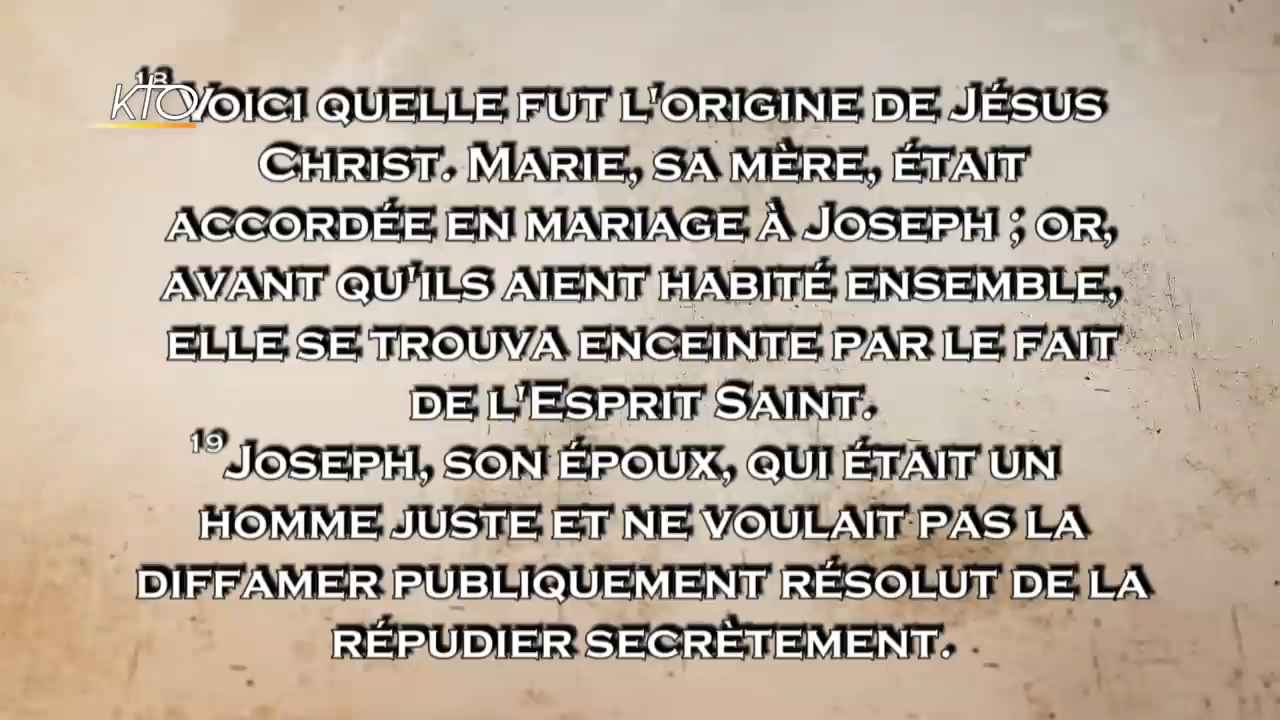 18 Voici quelle fut l'origine de Jésus
KTO
Christ. Marie, sa mère, était
accordée en mariage à Joseph ; or,
avant qu'ils aient habité ensemble,
elle se trouva enceinte par le fait
de l'Esprit Saint.
19 Joseph, son époux, qui était un
homme juste et ne voulait pas la
diffamer publiquement résolut de la
répudier secrètement.